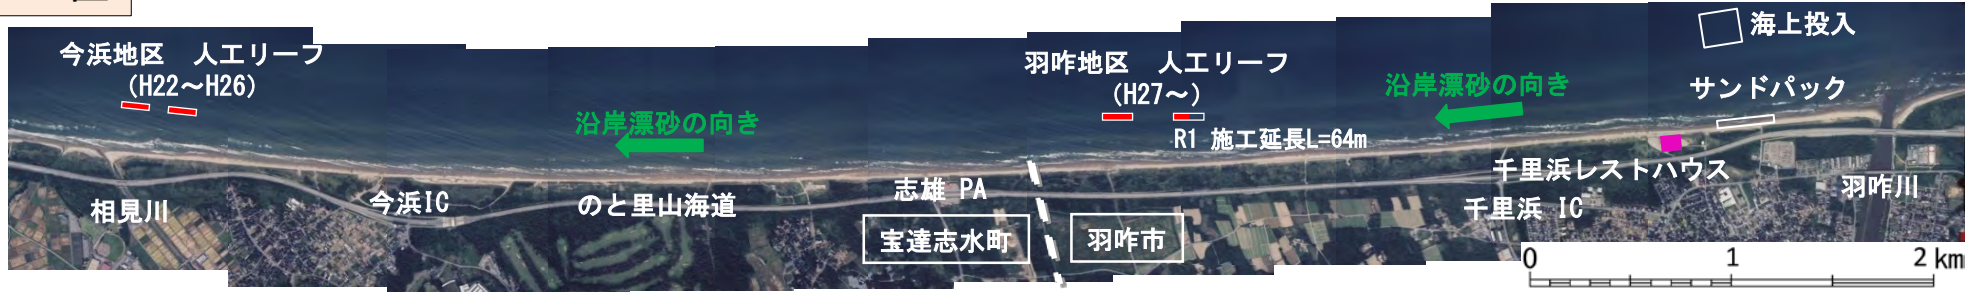 今浜地区 人工リーフ
(H22～H26)
沿岸漂砂の向き
羽咋地区 人工リーフ
(H27～)
R1 施工延長L=64m
沿岸漂砂の向き
海上投入
サンドパック
千里浜レストハウス
千里浜 IC
羽咋川
相見川
今浜IC
のと里山海道
志雄 PA
宝達志水町
羽咋市
0 1 2 km